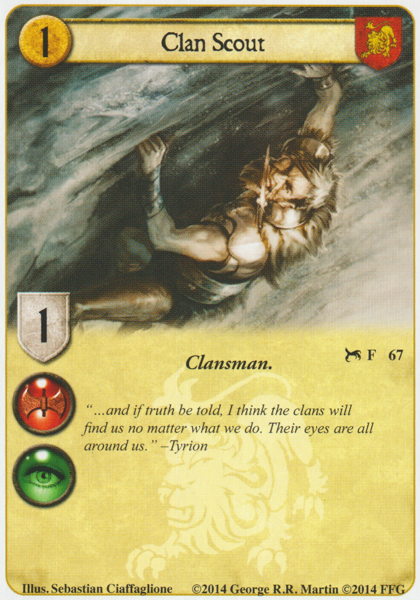 1
Clan Scout
1
Clansman.
F 67
“...and if truth be told, I think the clans will
find us no matter what we do. Their eyes are all
around us.” –Tyrion
Illus. Sebastian Ciaffaglione ©2014 George R.R. Martin ©2014 FFG